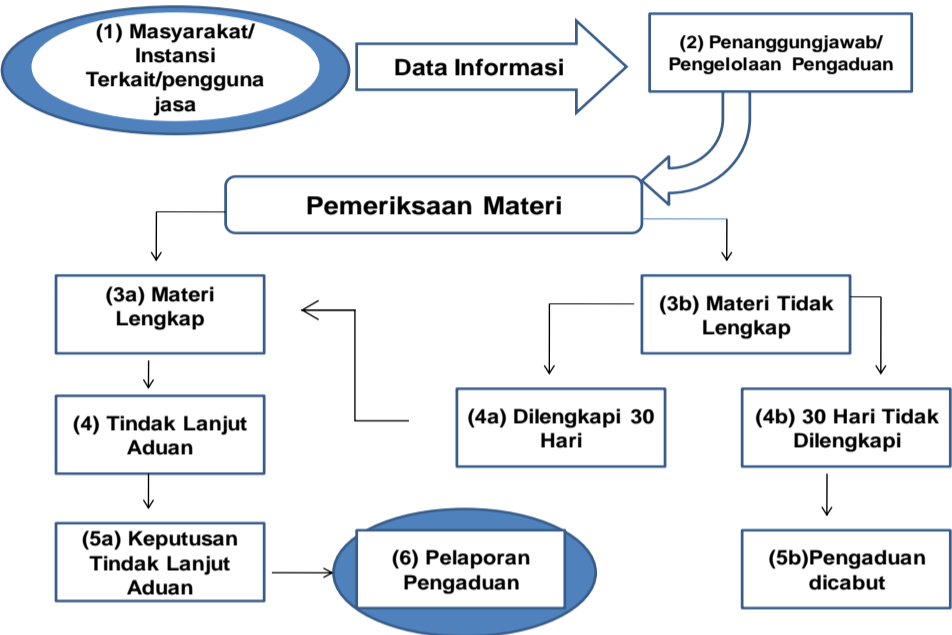 (1) Masyarakat/
Instansi
Terkait/pengguna
jasa
Data Informasi
(2) Penanggungjawab/
Pengelolaan Pengaduan
Pemeriksaan Materi
(3a) Materi
Lengkap
(3b) Materi Tidak
Lengkap
(4) Tindak Lanjut
Aduan
(4a) Dilengkapi 30
Hari
(4b) 30 Hari Tidak
Dilengkapi
(5a) Keputusan
Tindak Lanjut
Aduan
(6) Pelaporan
Pengaduan
(5b)Pengaduan
dicabut